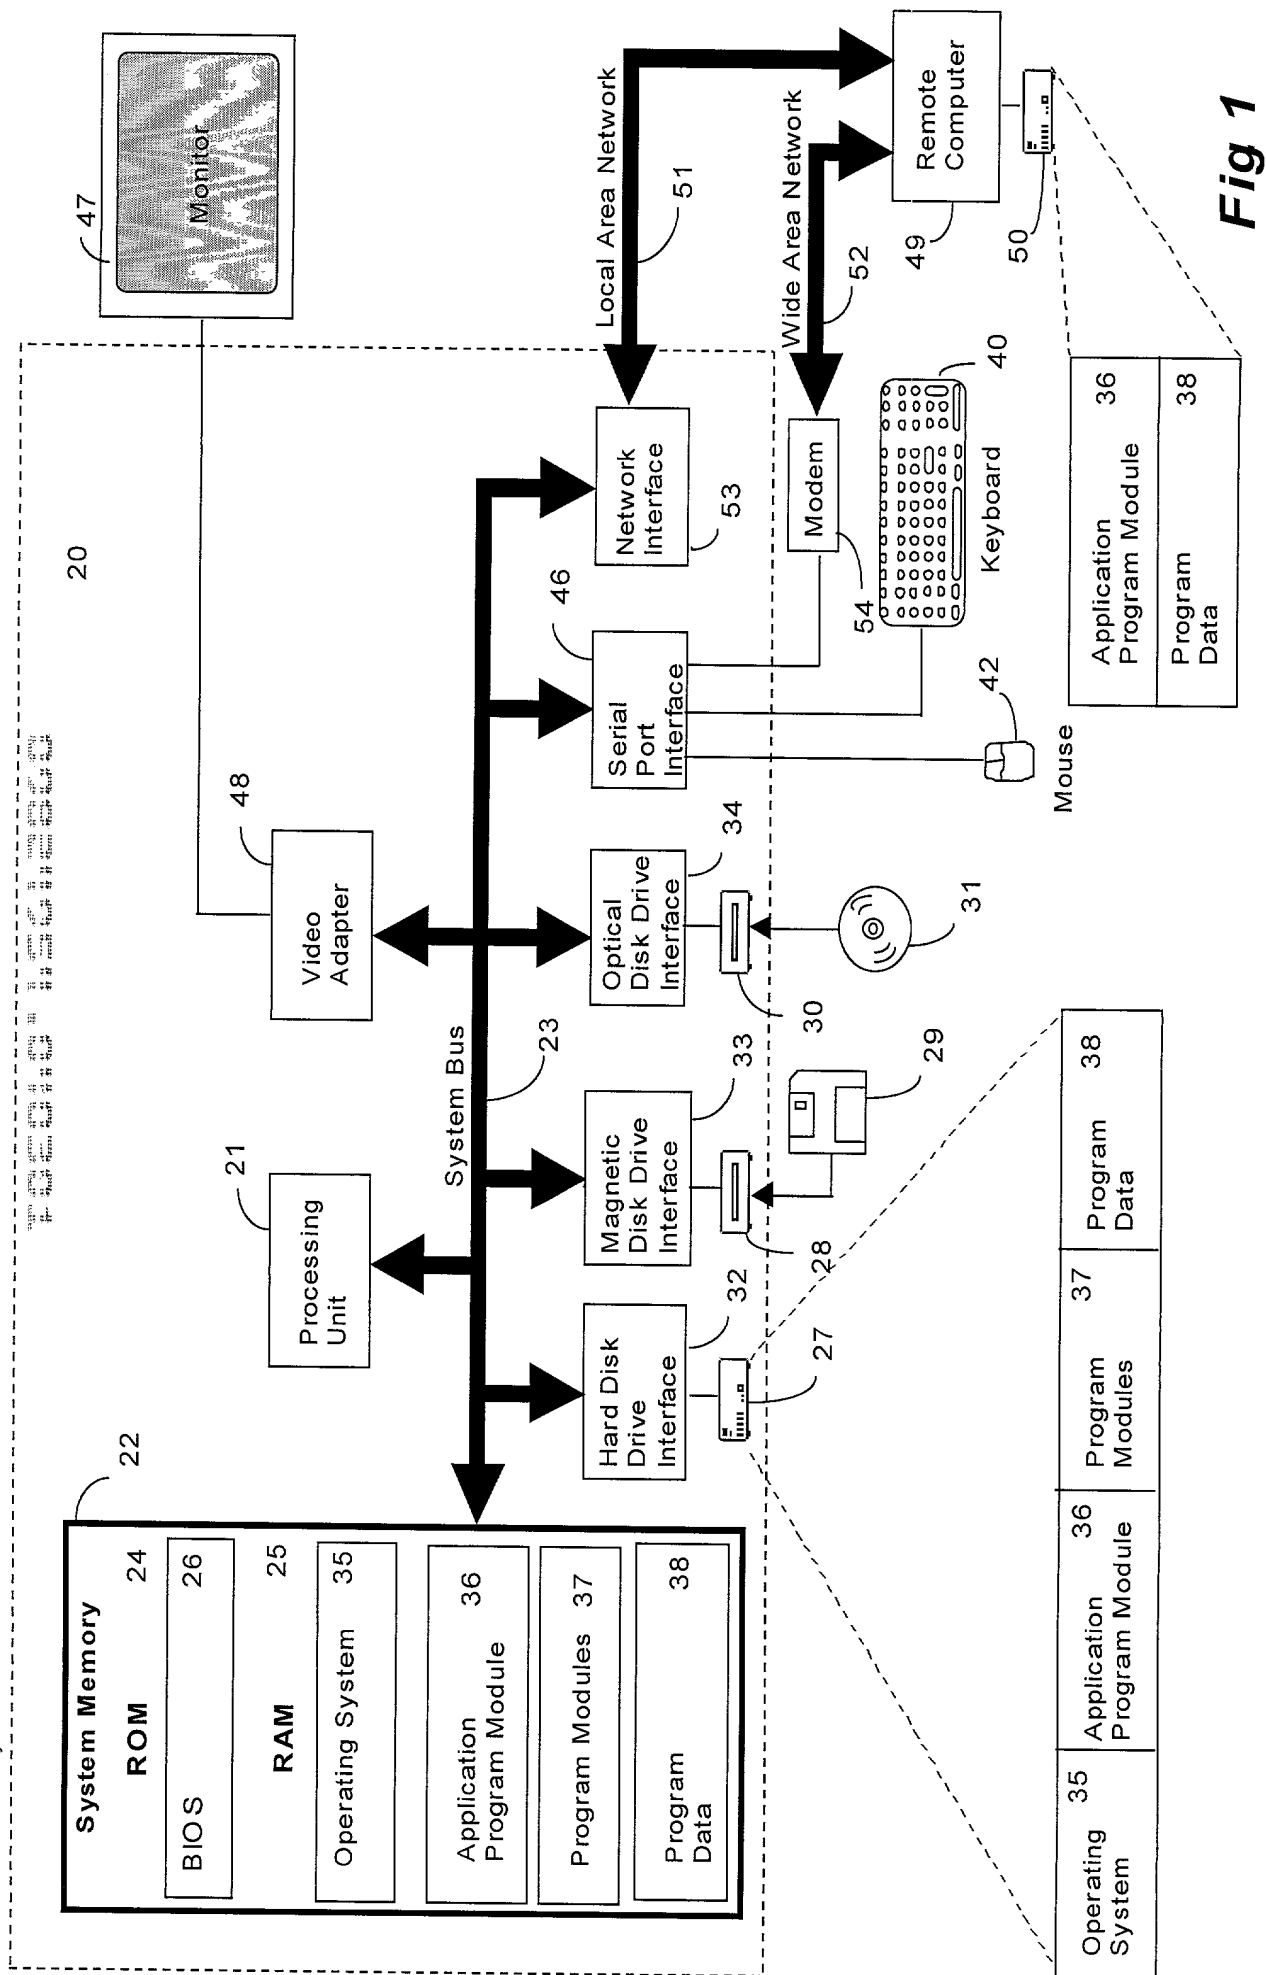 System Memory
22
ROM
24
BIOS
26
RAM
25
Operating System
35
Application
Program Module
36
Program Modules
37
Program
Data
38
20
Processing
Unit
21
Video
Adapter
48
Monitor
47
System Bus
23
Hard Disk
Drive
Interface
32
Magnetic
Disk Drive
Interface
33
Optical
Disk Drive
Interface
34
Serial
Port
Interface
46
Network
Interface
53
Local Area Network
51
Wide Area Network
52
27
28
29
30
31
Modem
54
Keyboard
40
Mouse
42
Remote
Computer
49
50
Operating
System
35
Application
Program Module
36
Program
Modules
37
Program
Data
38
Application
Program Module
36
Program
Data
38
Fig 1